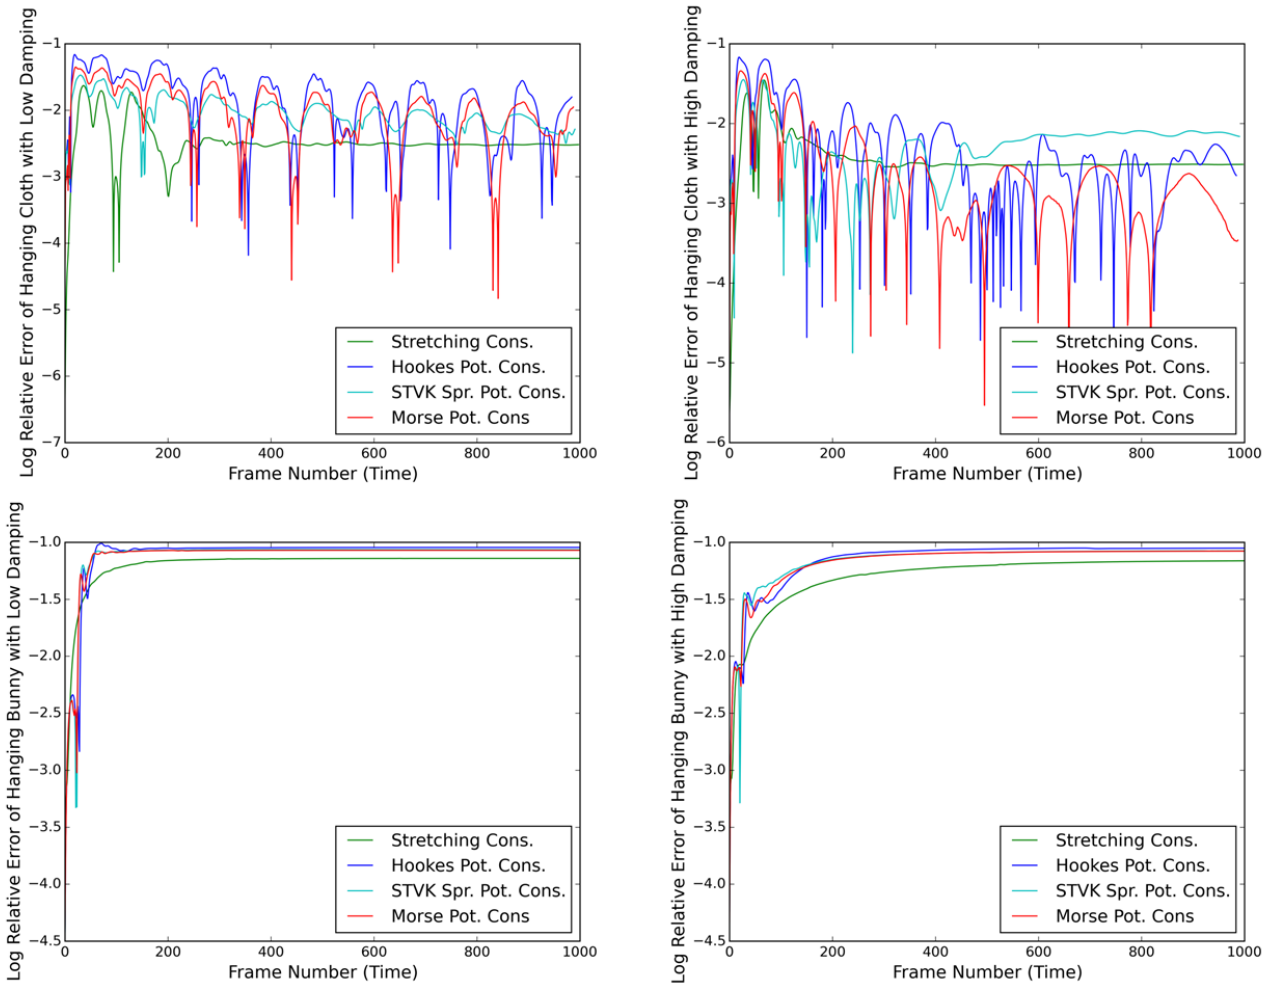 Log Relative Error of Hanging Cloth with Low Damping
−1
−2
−3
−4
−5
−6
−7
0
200
400
600
800
1000
Frame Number (Time)
Stretching Cons.
Hookes Pot. Cons.
STVK Spr. Pot. Cons.
Morse Pot. Cons
Log Relative Error of Hanging Cloth with High Damping
−1
−2
−3
−4
−5
−6
0
200
400
600
800
1000
Frame Number (Time)
Stretching Cons.
Hookes Pot. Cons.
STVK Spr. Pot. Cons.
Morse Pot. Cons
Log Relative Error of Hanging Bunny with Low Damping
−1.0
−1.5
−2.0
−2.5
−3.0
−3.5
−4.0
−4.5
0
200
400
600
800
1000
Frame Number (Time)
Stretching Cons.
Hookes Pot. Cons.
STVK Spr. Pot. Cons.
Morse Pot. Cons
Log Relative Error of Hanging Bunny with High Damping
−1.0
−1.5
−2.0
−2.5
−3.0
−3.5
−4.0
−4.5
0
200
400
600
800
1000
Frame Number (Time)
Stretching Cons.
Hookes Pot. Cons.
STVK Spr. Pot. Cons.
Morse Pot. Cons